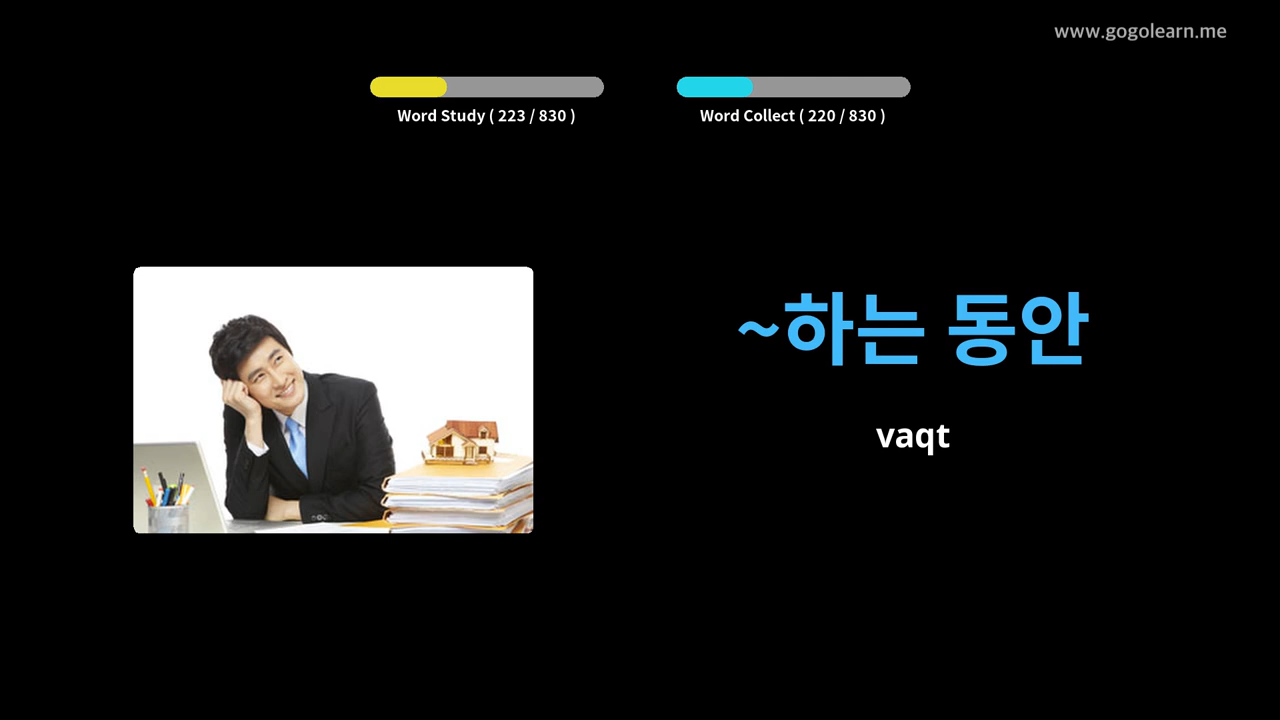 www.gogolearn.me
Word Study ( 223 / 830 )
Word Collect ( 220 / 830 )
~하는 동안
vaqt